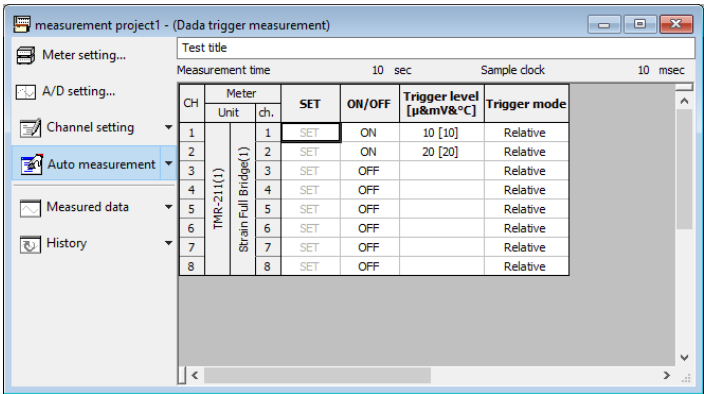 measurement project1 - (Dada trigger measurement)
Meter setting...
A/D setting...
Channel setting
Auto measurement
Measured data
History
Test title
Measurement time 10 sec Sample clock 10 msec
CH Meter SET ON/OFF Trigger level [μ&mV&°C] Trigger mode
Unit ch.
TMR-211(1)
Strain Full Bridge(1)
1 1 SET ON 10 [10] Relative
2 2 SET ON 20 [20] Relative
3 3 SET OFF Relative
4 4 SET OFF Relative
5 5 SET OFF Relative
6 6 SET OFF Relative
7 7 SET OFF Relative
8 8 SET OFF Relative